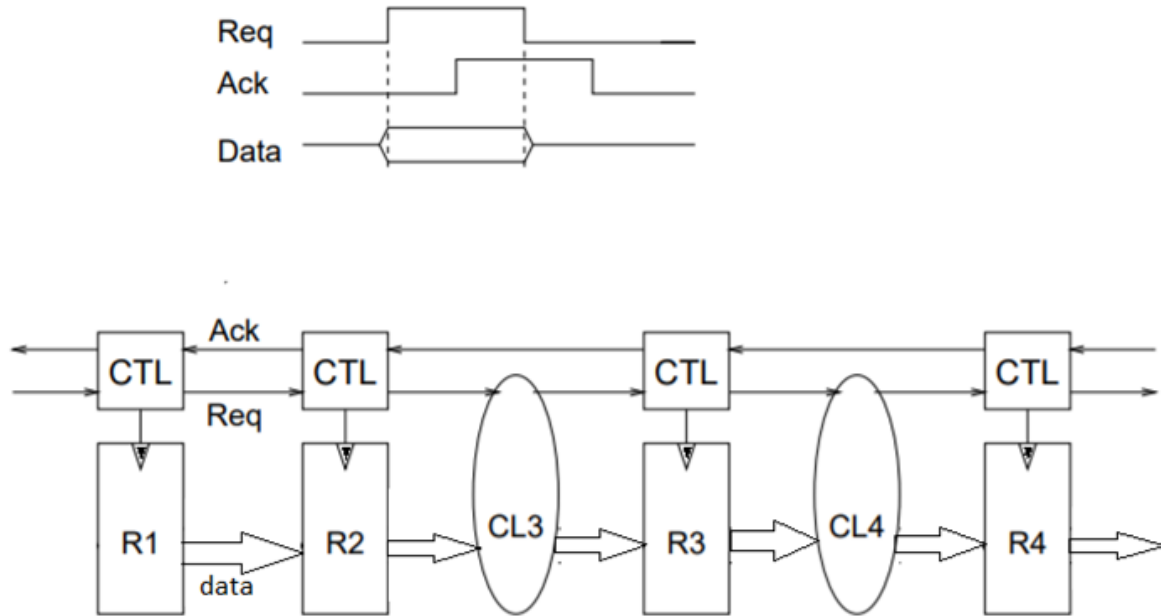 Req
Ack
Data
Ack
CTL CTL CTL CTL
Req
R1 R2 CL3 R3 CL4 R4
data